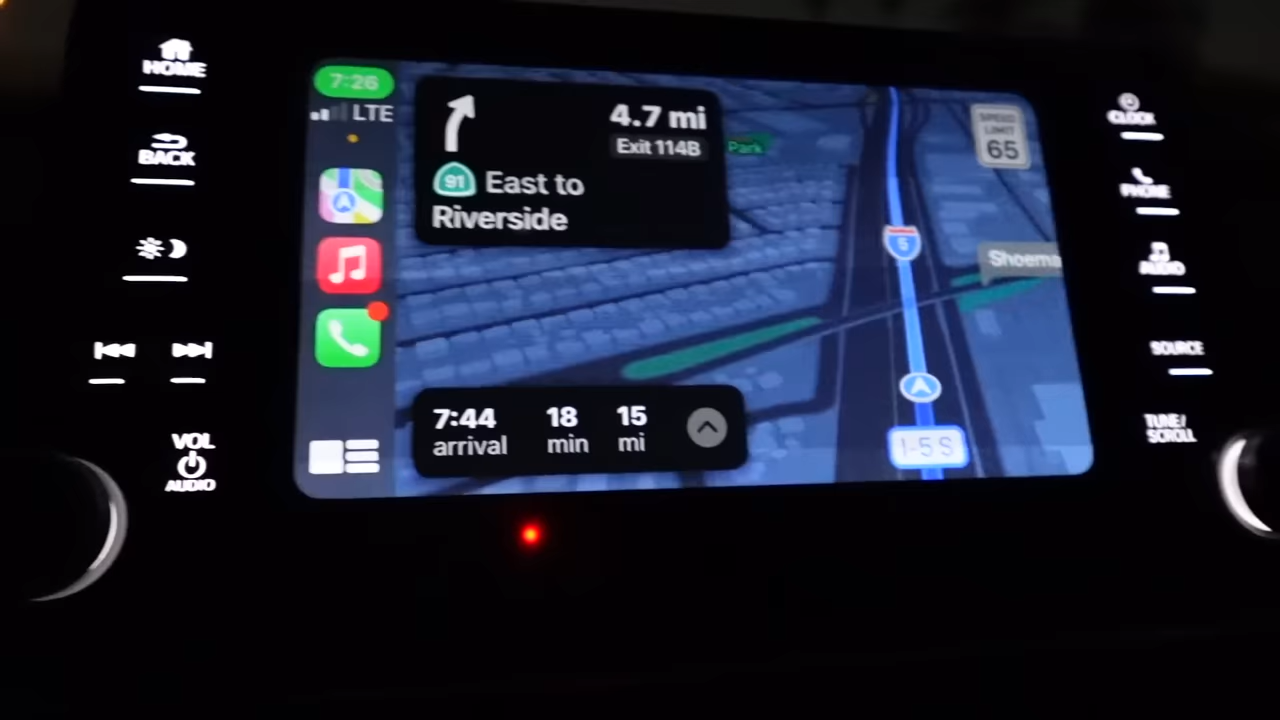 HOME
BACK
VOL
AUDIO
7:26
LTE
4.7 mi
Exit 114B
91 East to
Riverside
Park
SPEED
LIMIT
65
5
Shoema
7:44
arrival
18
min
15
mi
I-5 S
CLOCK
PHONE
AUDIO
SOURCE
TUNE/
SCROLL